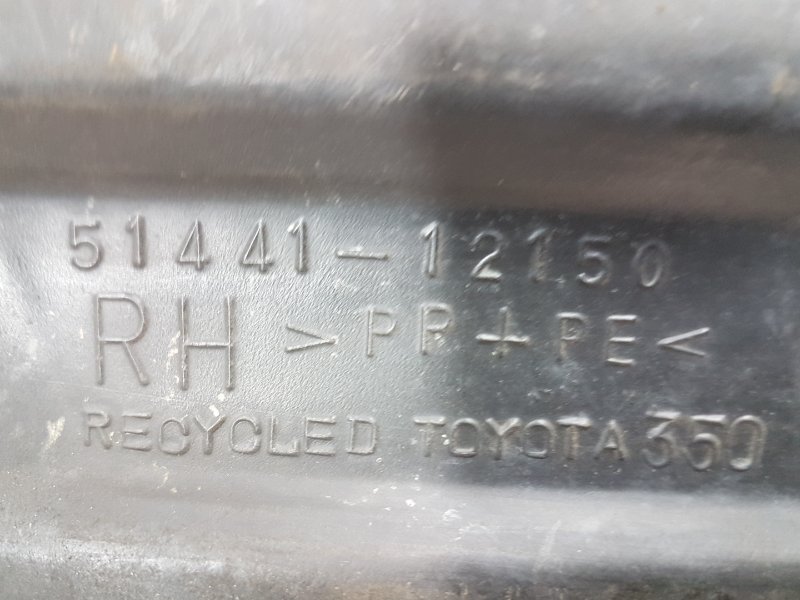 51441-12150
RH >PP+PE<
RECYCLED TOYOTA 350